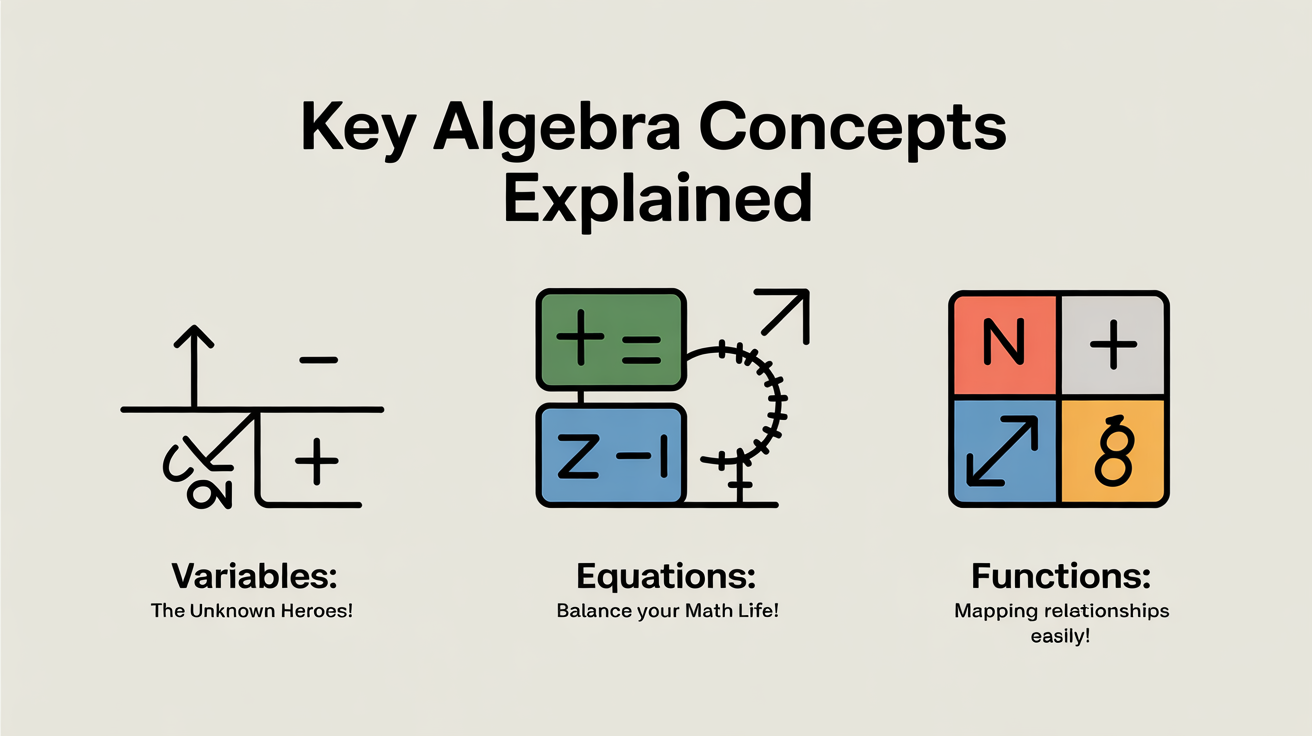 Key Algebra Concepts
Explained
−
+
+ =
Z −1
N
+
8
Variables:
The Unknown Heroes!
Equations:
Balance your Math Life!
Functions:
Mapping relationships
easily!